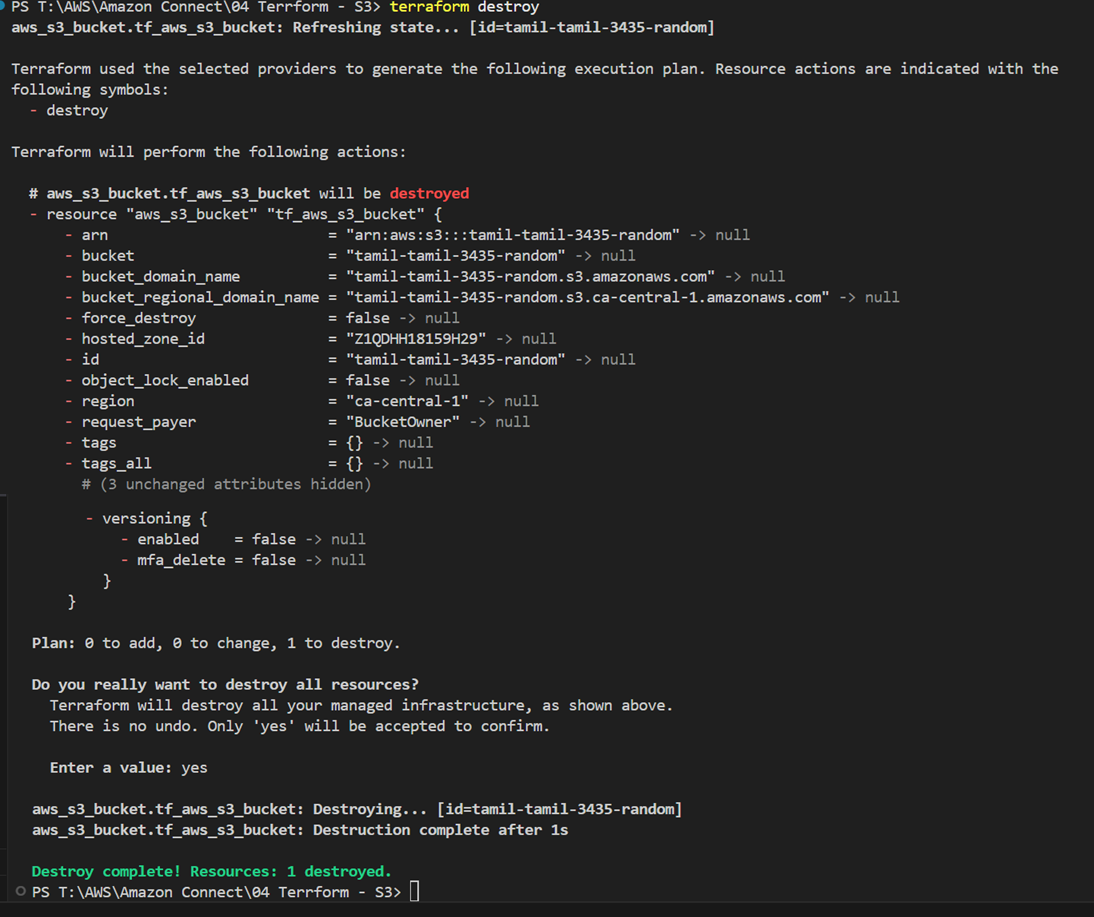 PS T:\AWS\Amazon Connect\04 Terrform - S3> terraform destroy
aws_s3_bucket.tf_aws_s3_bucket: Refreshing state... [id=tamil-tamil-3435-random]
Terraform used the selected providers to generate the following execution plan. Resource actions are indicated with the
following symbols:
- destroy
Terraform will perform the following actions:
# aws_s3_bucket.tf_aws_s3_bucket will be destroyed
- resource "aws_s3_bucket" "tf_aws_s3_bucket" {
- arn = "arn:aws:s3:::tamil-tamil-3435-random" -> null
- bucket = "tamil-tamil-3435-random" -> null
- bucket_domain_name = "tamil-tamil-3435-random.s3.amazonaws.com" -> null
- bucket_regional_domain_name = "tamil-tamil-3435-random.s3.ca-central-1.amazonaws.com" -> null
- force_destroy = false -> null
- hosted_zone_id = "Z1QDHH18159H29" -> null
- id = "tamil-tamil-3435-random" -> null
- object_lock_enabled = false -> null
- region = "ca-central-1" -> null
- request_payer = "BucketOwner" -> null
- tags = {} -> null
- tags_all = {} -> null
# (3 unchanged attributes hidden)
- versioning {
- enabled = false -> null
- mfa_delete = false -> null
}
}
Plan: 0 to add, 0 to change, 1 to destroy.
Do you really want to destroy all resources?
Terraform will destroy all your managed infrastructure, as shown above.
There is no undo. Only 'yes' will be accepted to confirm.
Enter a value: yes
aws_s3_bucket.tf_aws_s3_bucket: Destroying... [id=tamil-tamil-3435-random]
aws_s3_bucket.tf_aws_s3_bucket: Destruction complete after 1s
Destroy complete! Resources: 1 destroyed.
PS T:\AWS\Amazon Connect\04 Terrform - S3>